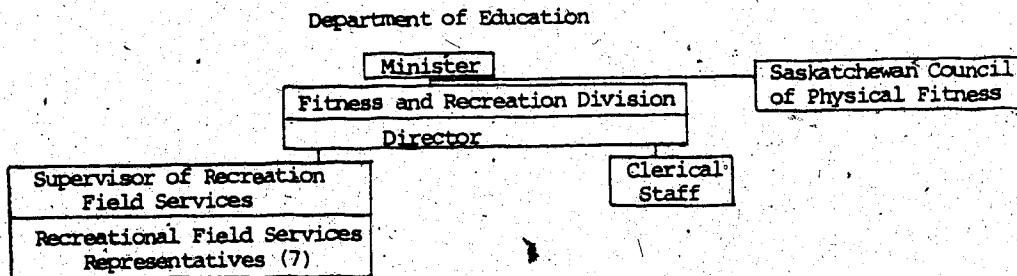 Department of Education
Minister
Saskatchewan Council
of Physical Fitness
Fitness and Recreation Division
Director
Supervisor of Recreation
Field Services
Clerical
Staff
Recreational Field Services
Representatives (7)